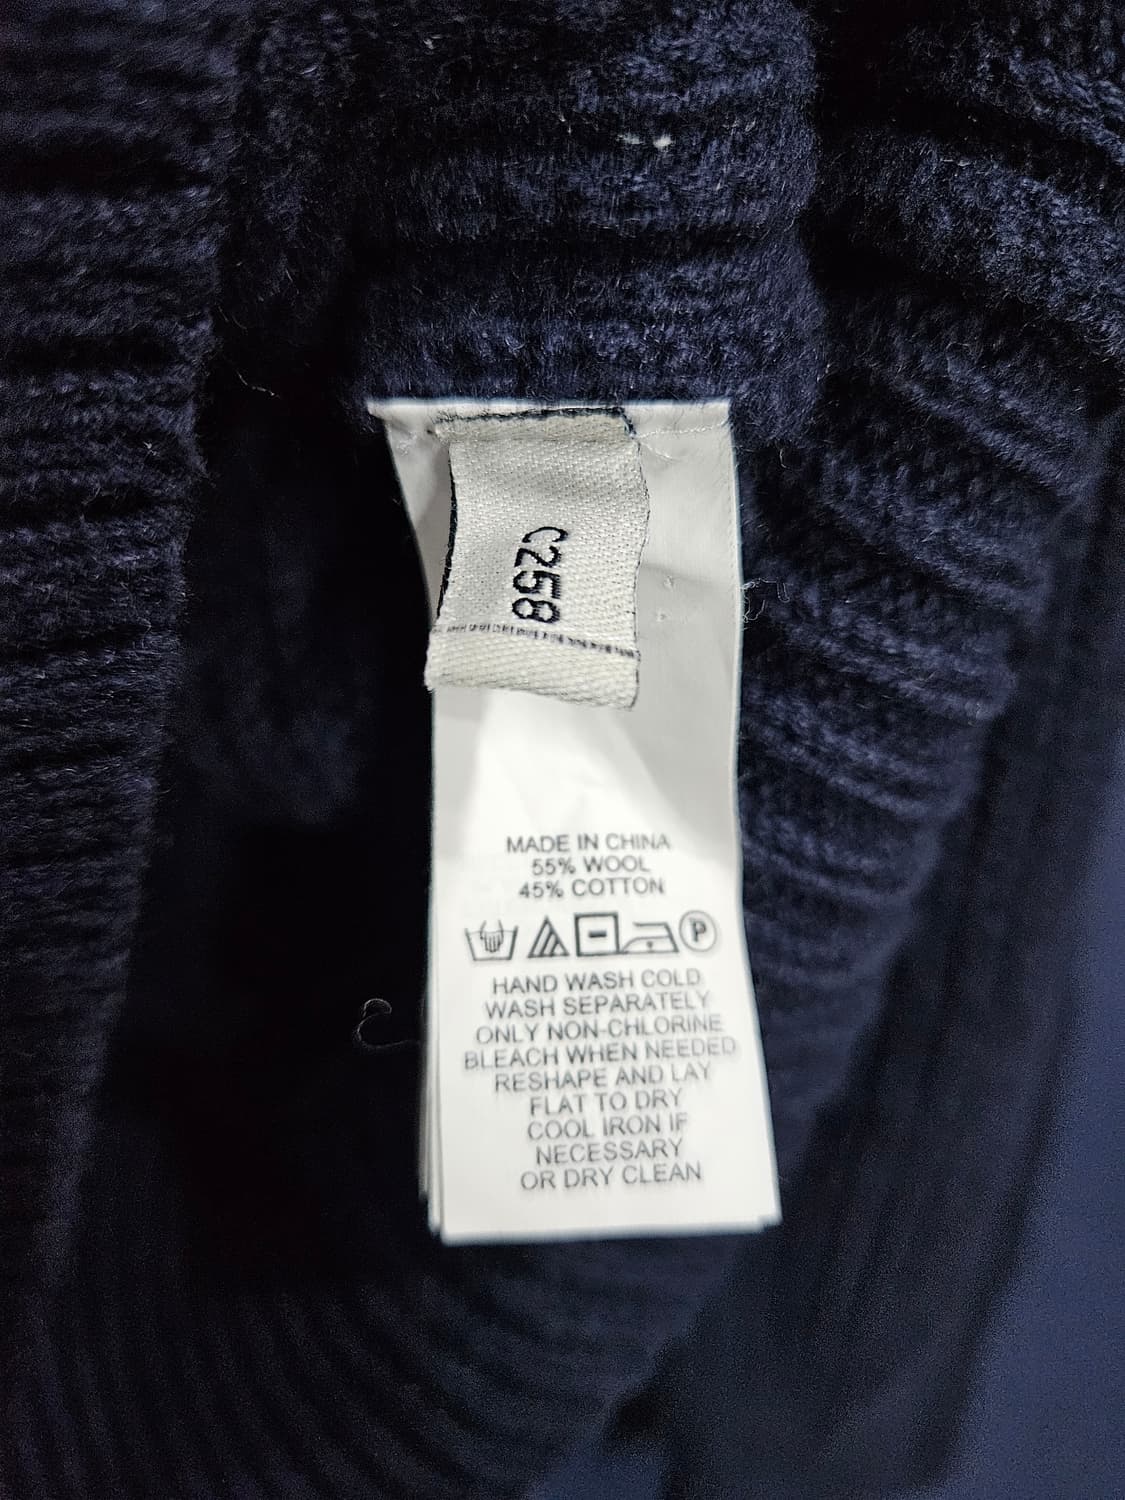 C258
MADE IN CHINA
55% WOOL
45% COTTON
P
HAND WASH COLD
WASH SEPARATELY
ONLY NON-CHLORINE
BLEACH WHEN NEEDED
RESHAPE AND LAY
FLAT TO DRY
COOL IRON IF
NECESSARY
OR DRY CLEAN